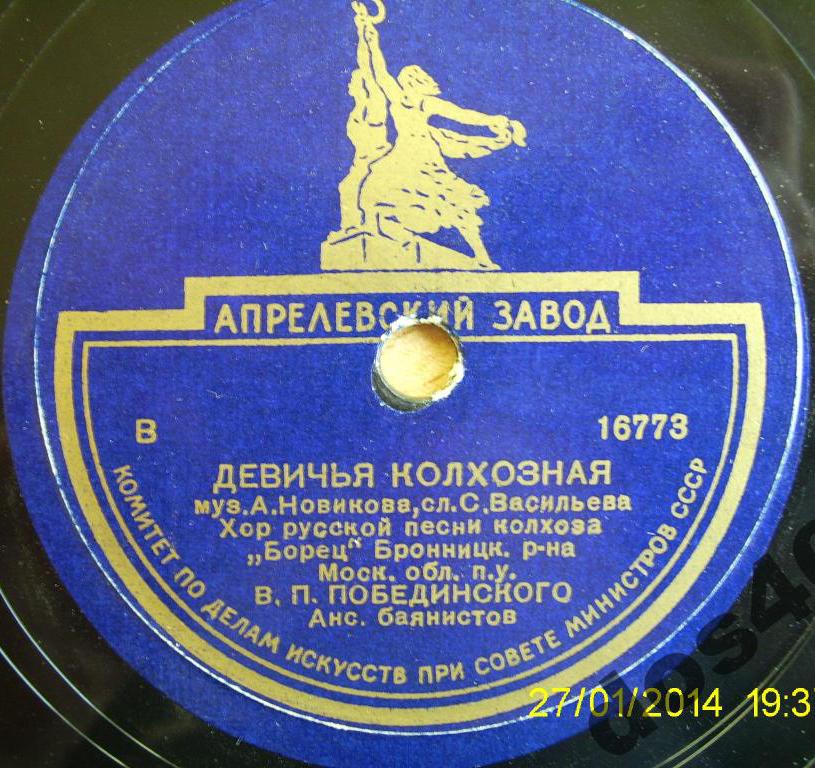 АПРЕЛЕВСКИЙ ЗАВОД
В 16773
ДЕВИЧЬЯ КОЛХОЗНАЯ
муз. А. Новикова, сл. С. Васильева
Хор русской песни колхоза
„Борец" Бронницк. р-на
Моск. обл. п.у.
В. П. ПОБЕДИНСКОГО
Анс. баянистов
КОМИТЕТ ПО ДЕЛАМ ИСКУССТВ ПРИ СОВЕТЕ МИНИСТРОВ СССР
27/01/2014 19:3